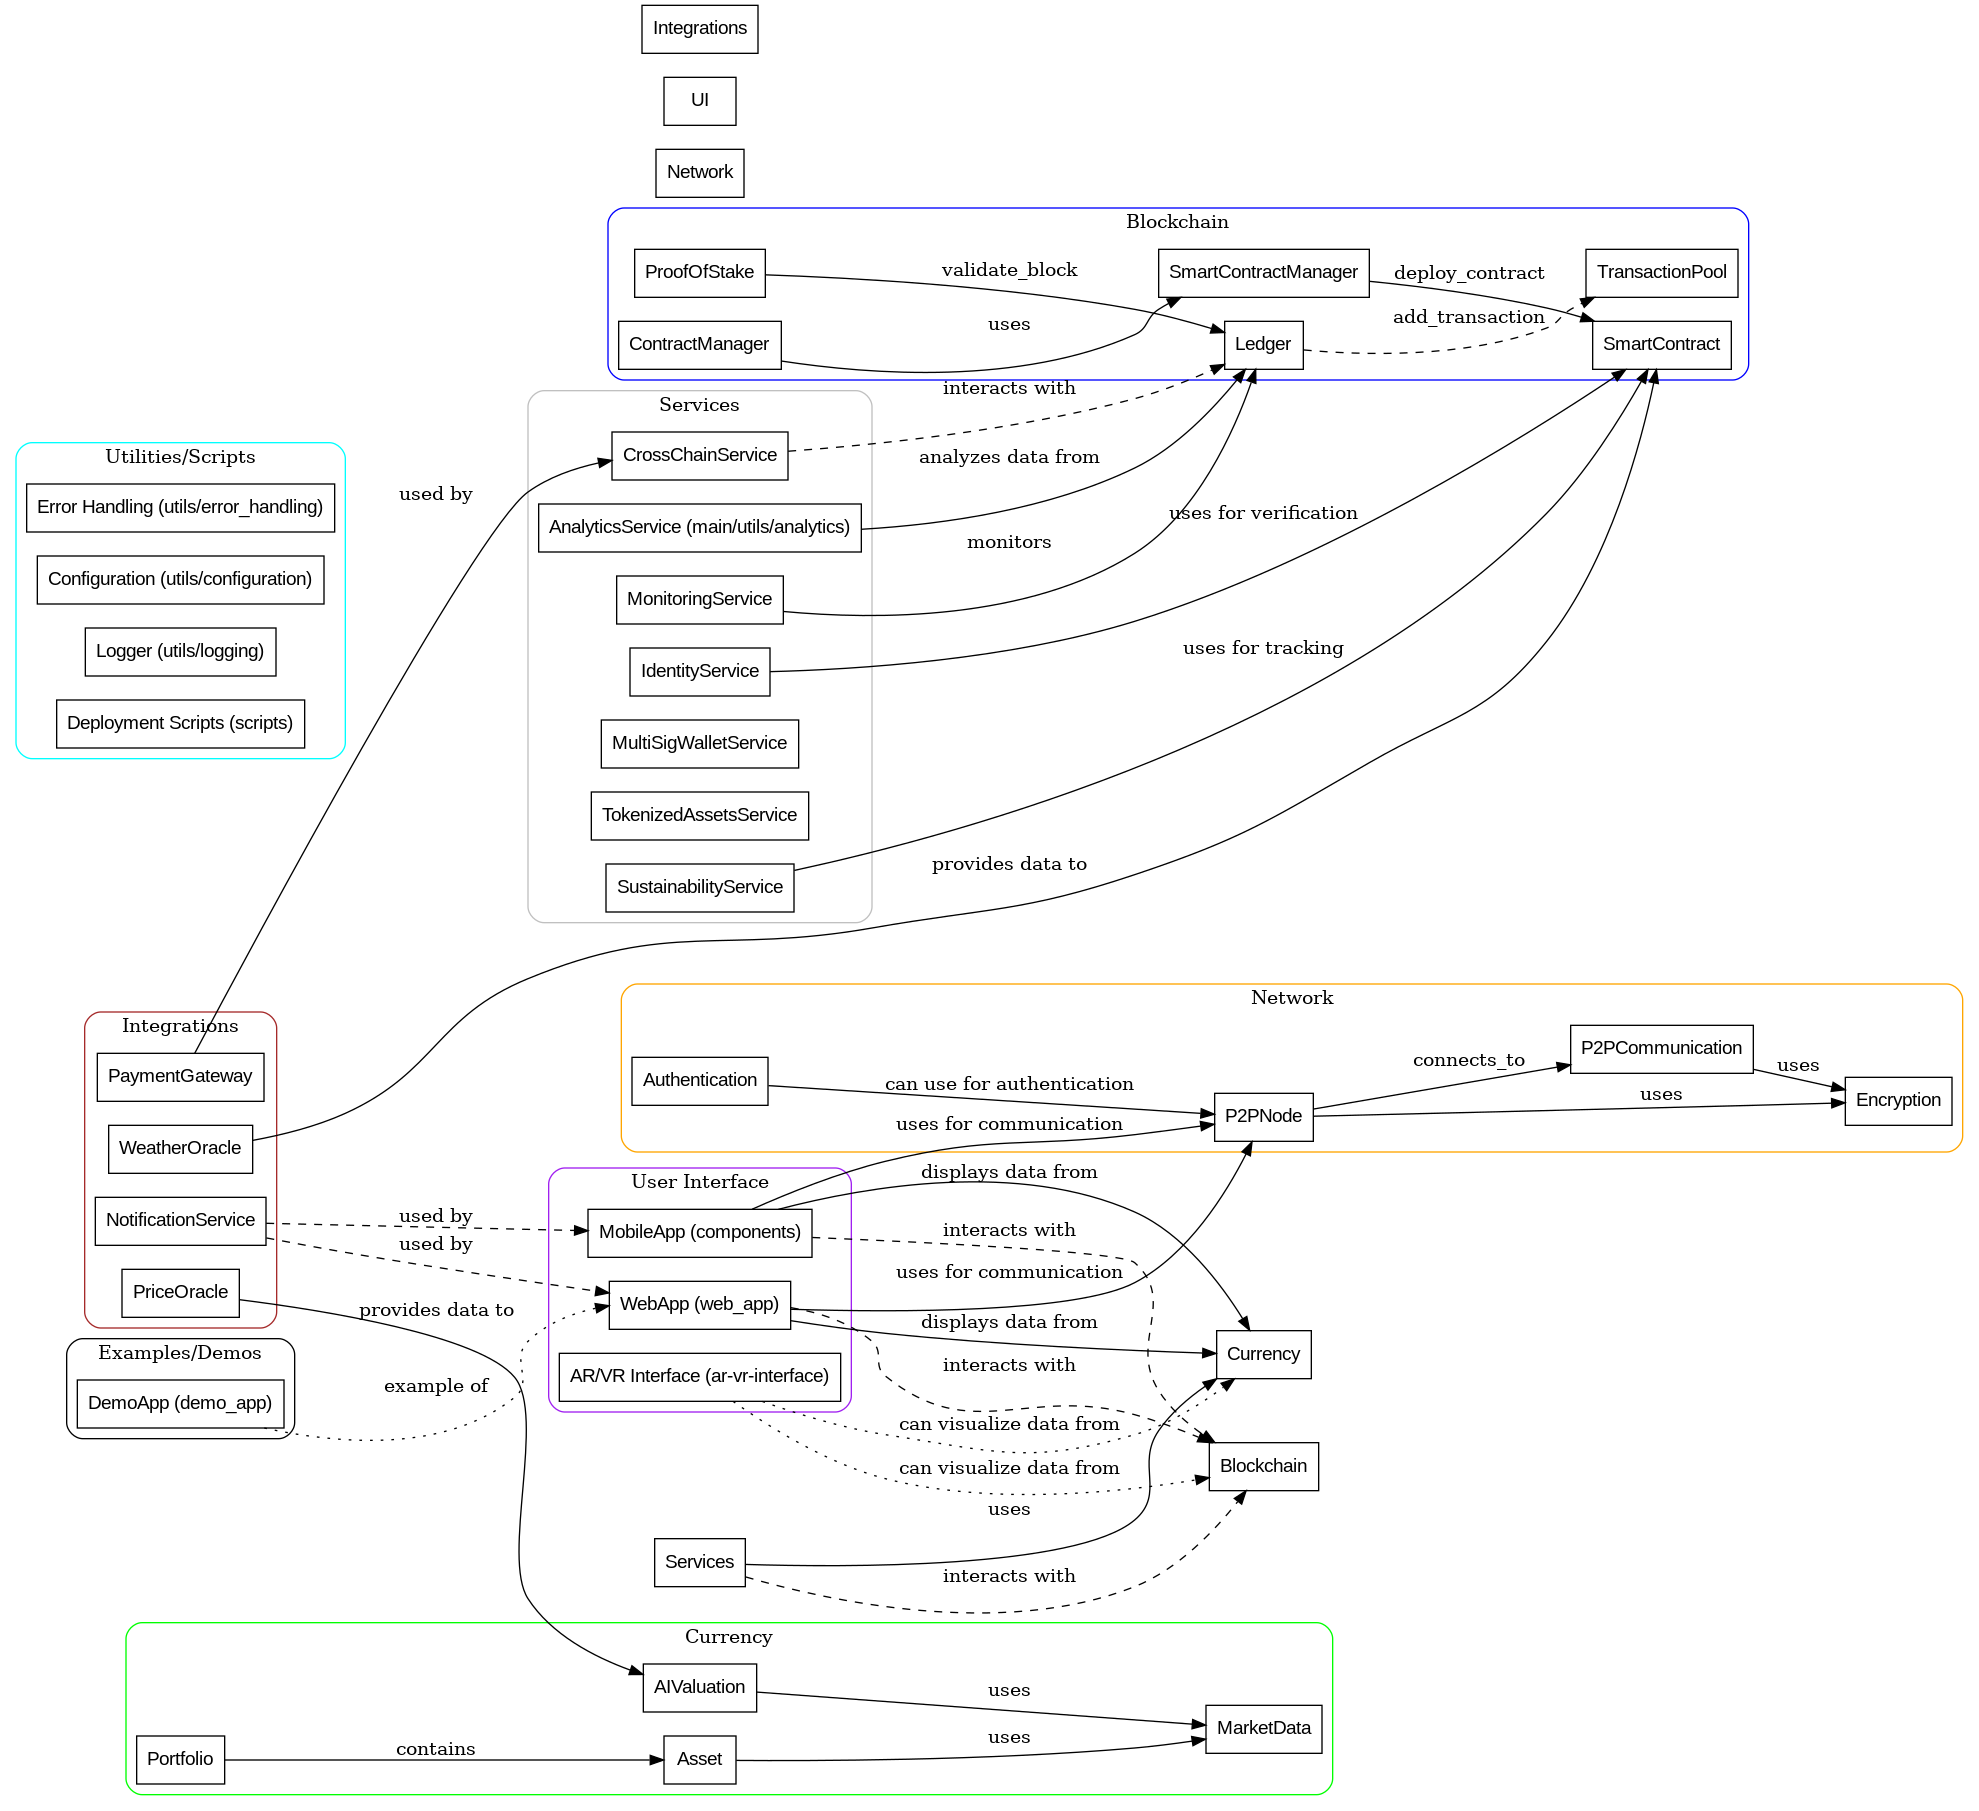 Integrations
UI
Network
Blockchain
ProofOfStake
validate_block
SmartContractManager
deploy_contract
TransactionPool
ContractManager
uses
Ledger
add_transaction
SmartContract
Services
interacts with
CrossChainService
analyzes data from
AnalyticsService (main/utils/analytics)
uses for verification
monitors
MonitoringService
IdentityService
uses for tracking
MultiSigWalletService
TokenizedAssetsService
provides data to
SustainabilityService
Utilities/Scripts
Error Handling (utils/error_handling)
Configuration (utils/configuration)
Logger (utils/logging)
Deployment Scripts (scripts)
used by
Integrations
PaymentGateway
WeatherOracle
NotificationService
PriceOracle
used by
used by
provides data to
Examples/Demos
DemoApp (demo_app)
example of
Network
Authentication
can use for authentication
P2PNode
connects_to
P2PCommunication
uses
uses
Encryption
uses for communication
User Interface
displays data from
MobileApp (components)
interacts with
uses for communication
WebApp (web_app)
displays data from
interacts with
AR/VR Interface (ar-vr-interface)
can visualize data from
can visualize data from
Currency
Blockchain
uses
Services
interacts with
Currency
AIValuation
uses
MarketData
Portfolio
contains
Asset
uses